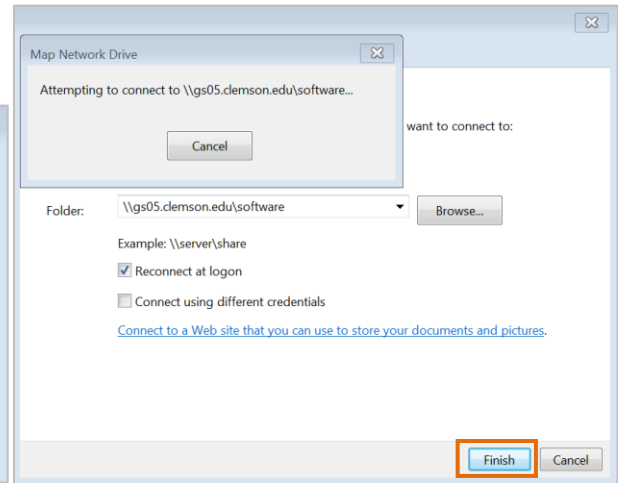 Map Network Drive
Attempting to connect to \\gs05.clemson.edu\software...
Cancel
want to connect to:
Folder:
\\gs05.clemson.edu\software
Browse...
Example: \\server\share
Reconnect at logon
Connect using different credentials
Connect to a Web site that you can use to store your documents and pictures.
Finish
Cancel